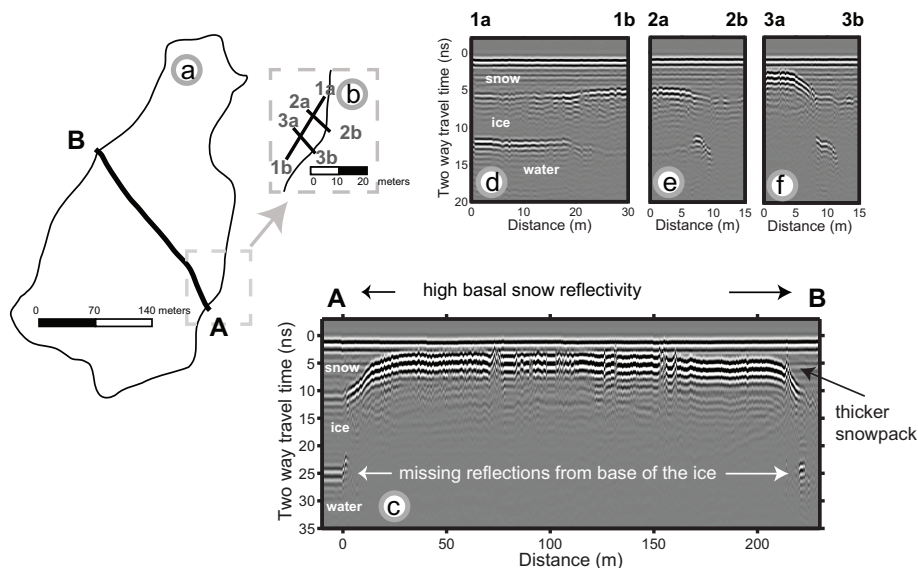 a
B
A
0 70 140 meters
b
1a
2a
3a
2b
1b
3b
0 10 20 meters
1a 1b 2a 2b 3a 3b
Two way travel time (ns)
0
5
10
15
20
snow
ice
water
d
e
f
0 10 20 30
0 5 10 15
0 5 10 15
Distance (m)
Distance (m)
Distance (m)
A high basal snow reflectivity B
Two way travel time (ns)
0
5
10
15
20
25
30
35
snow
ice
water
missing reflections from base of the ice
c
thicker
snowpack
0 50 100 150 200
Distance (m)